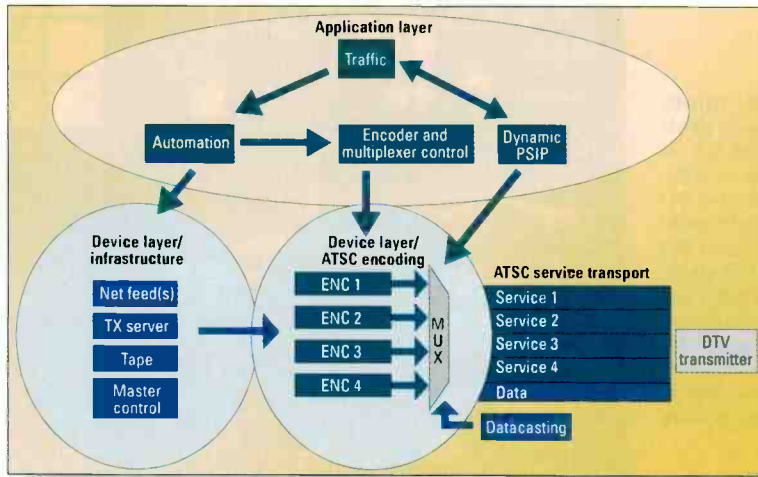 Application layer
Traffic
Automation
Encoder and
multiplexer control
Dynamic
PSIP
Device layer/
infrastructure
Net feed(s)
TX server
Tape
Master
control
Device layer/
ATSC encoding
ENC 1
ENC 2
ENC 3
ENC 4
MUX
Datacasting
ATSC service transport
Service 1
Service 2
Service 3
Service 4
Data
DTV
transmitter